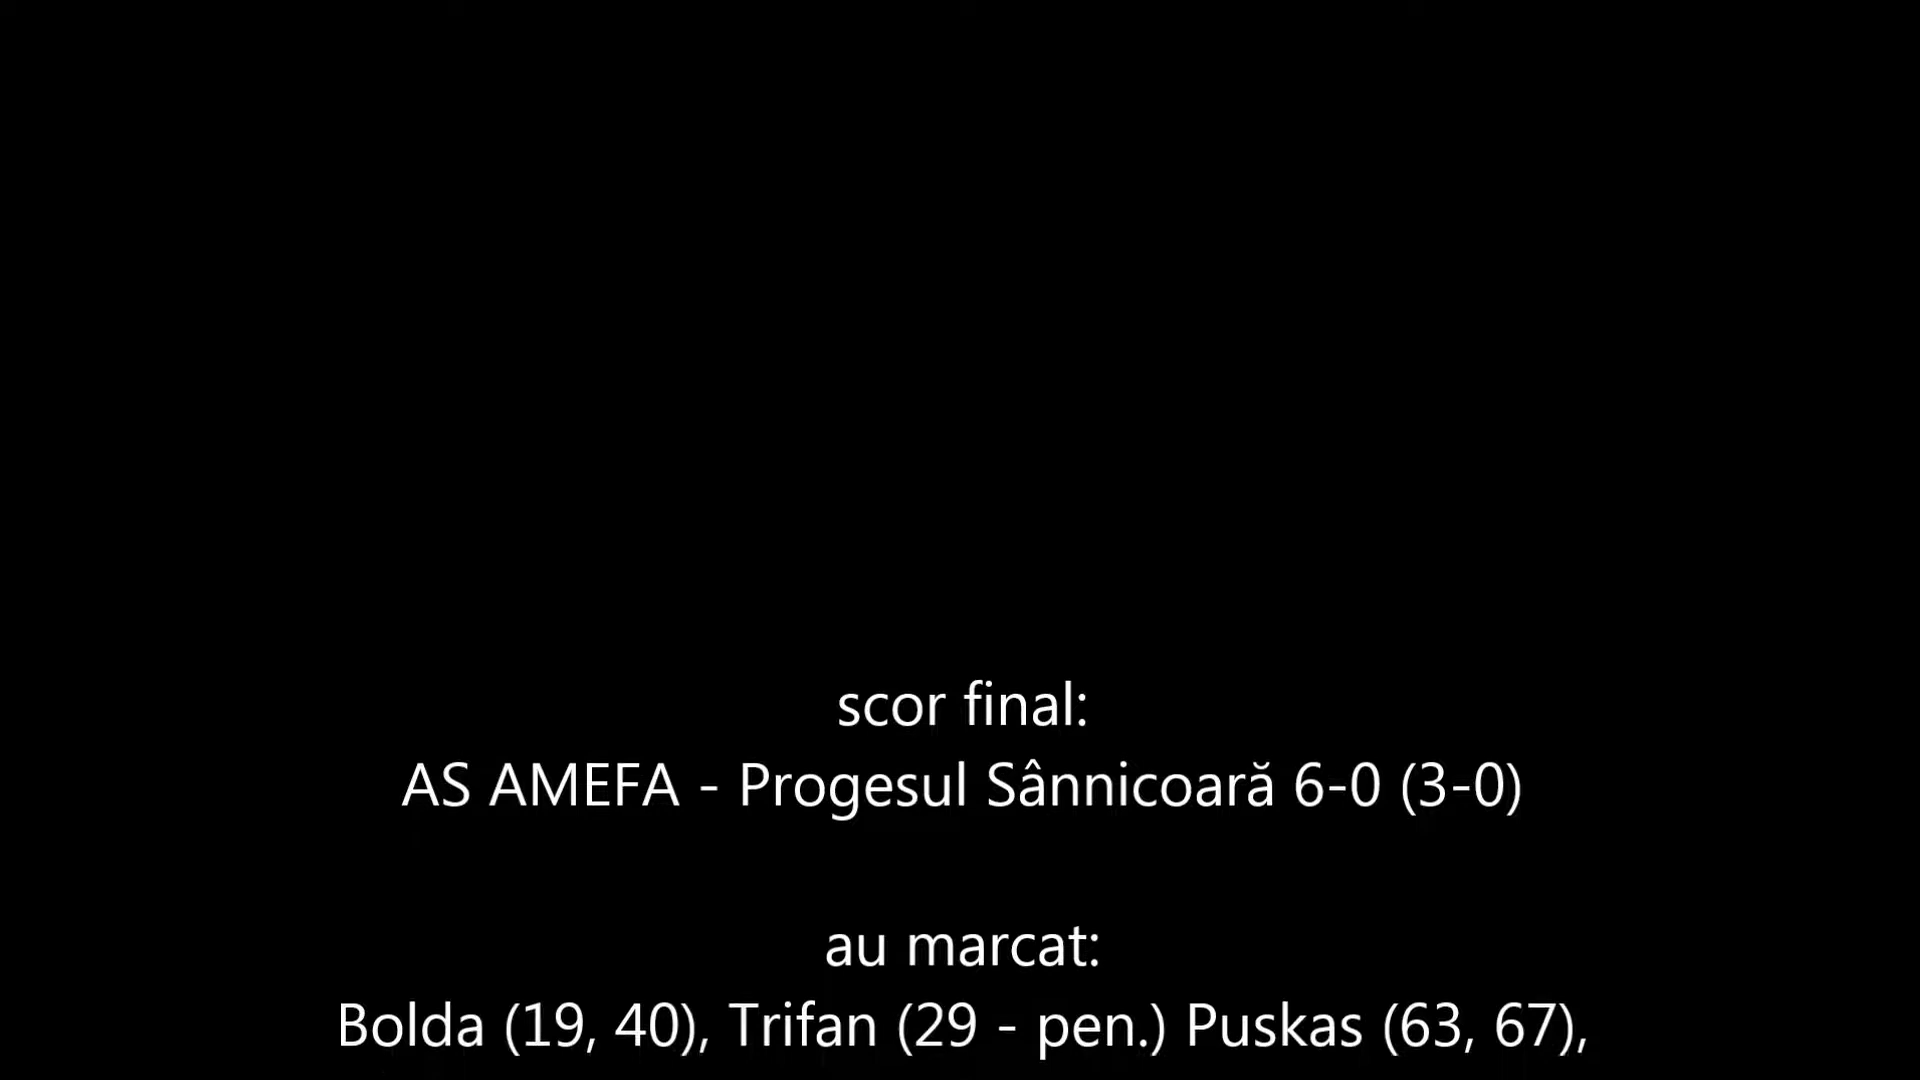 scor final:
AS AMEFA - Progesul Sânnicoară 6-0 (3-0)
au marcat:
Bolda (19, 40), Trifan (29 - pen.) Puskas (63, 67),